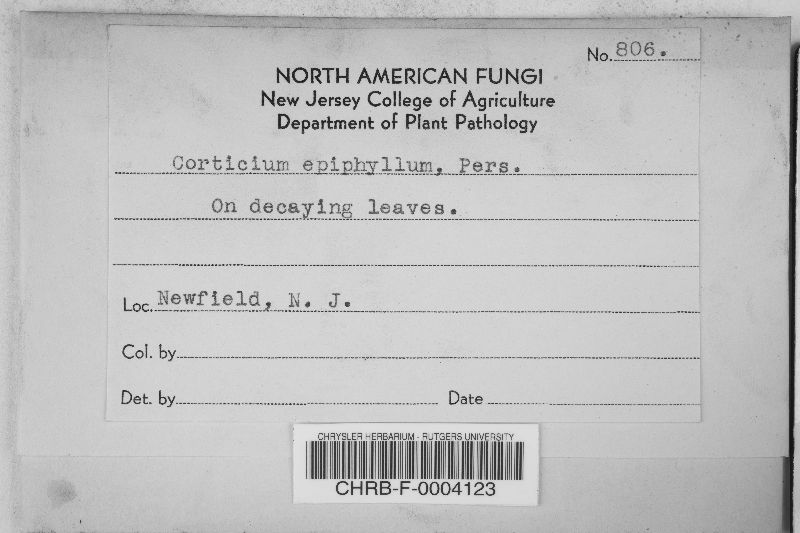 No. 806.
NORTH AMERICAN FUNGI
New Jersey College of Agriculture
Department of Plant Pathology
Corticium epiphyllum, Pers.
On decaying leaves.
Loc. Newfield, N. J.
Col. by
Det. by Date
CHRYSLER HERBARIUM - RUTGERS UNIVERSITY
CHRB-F-0004123